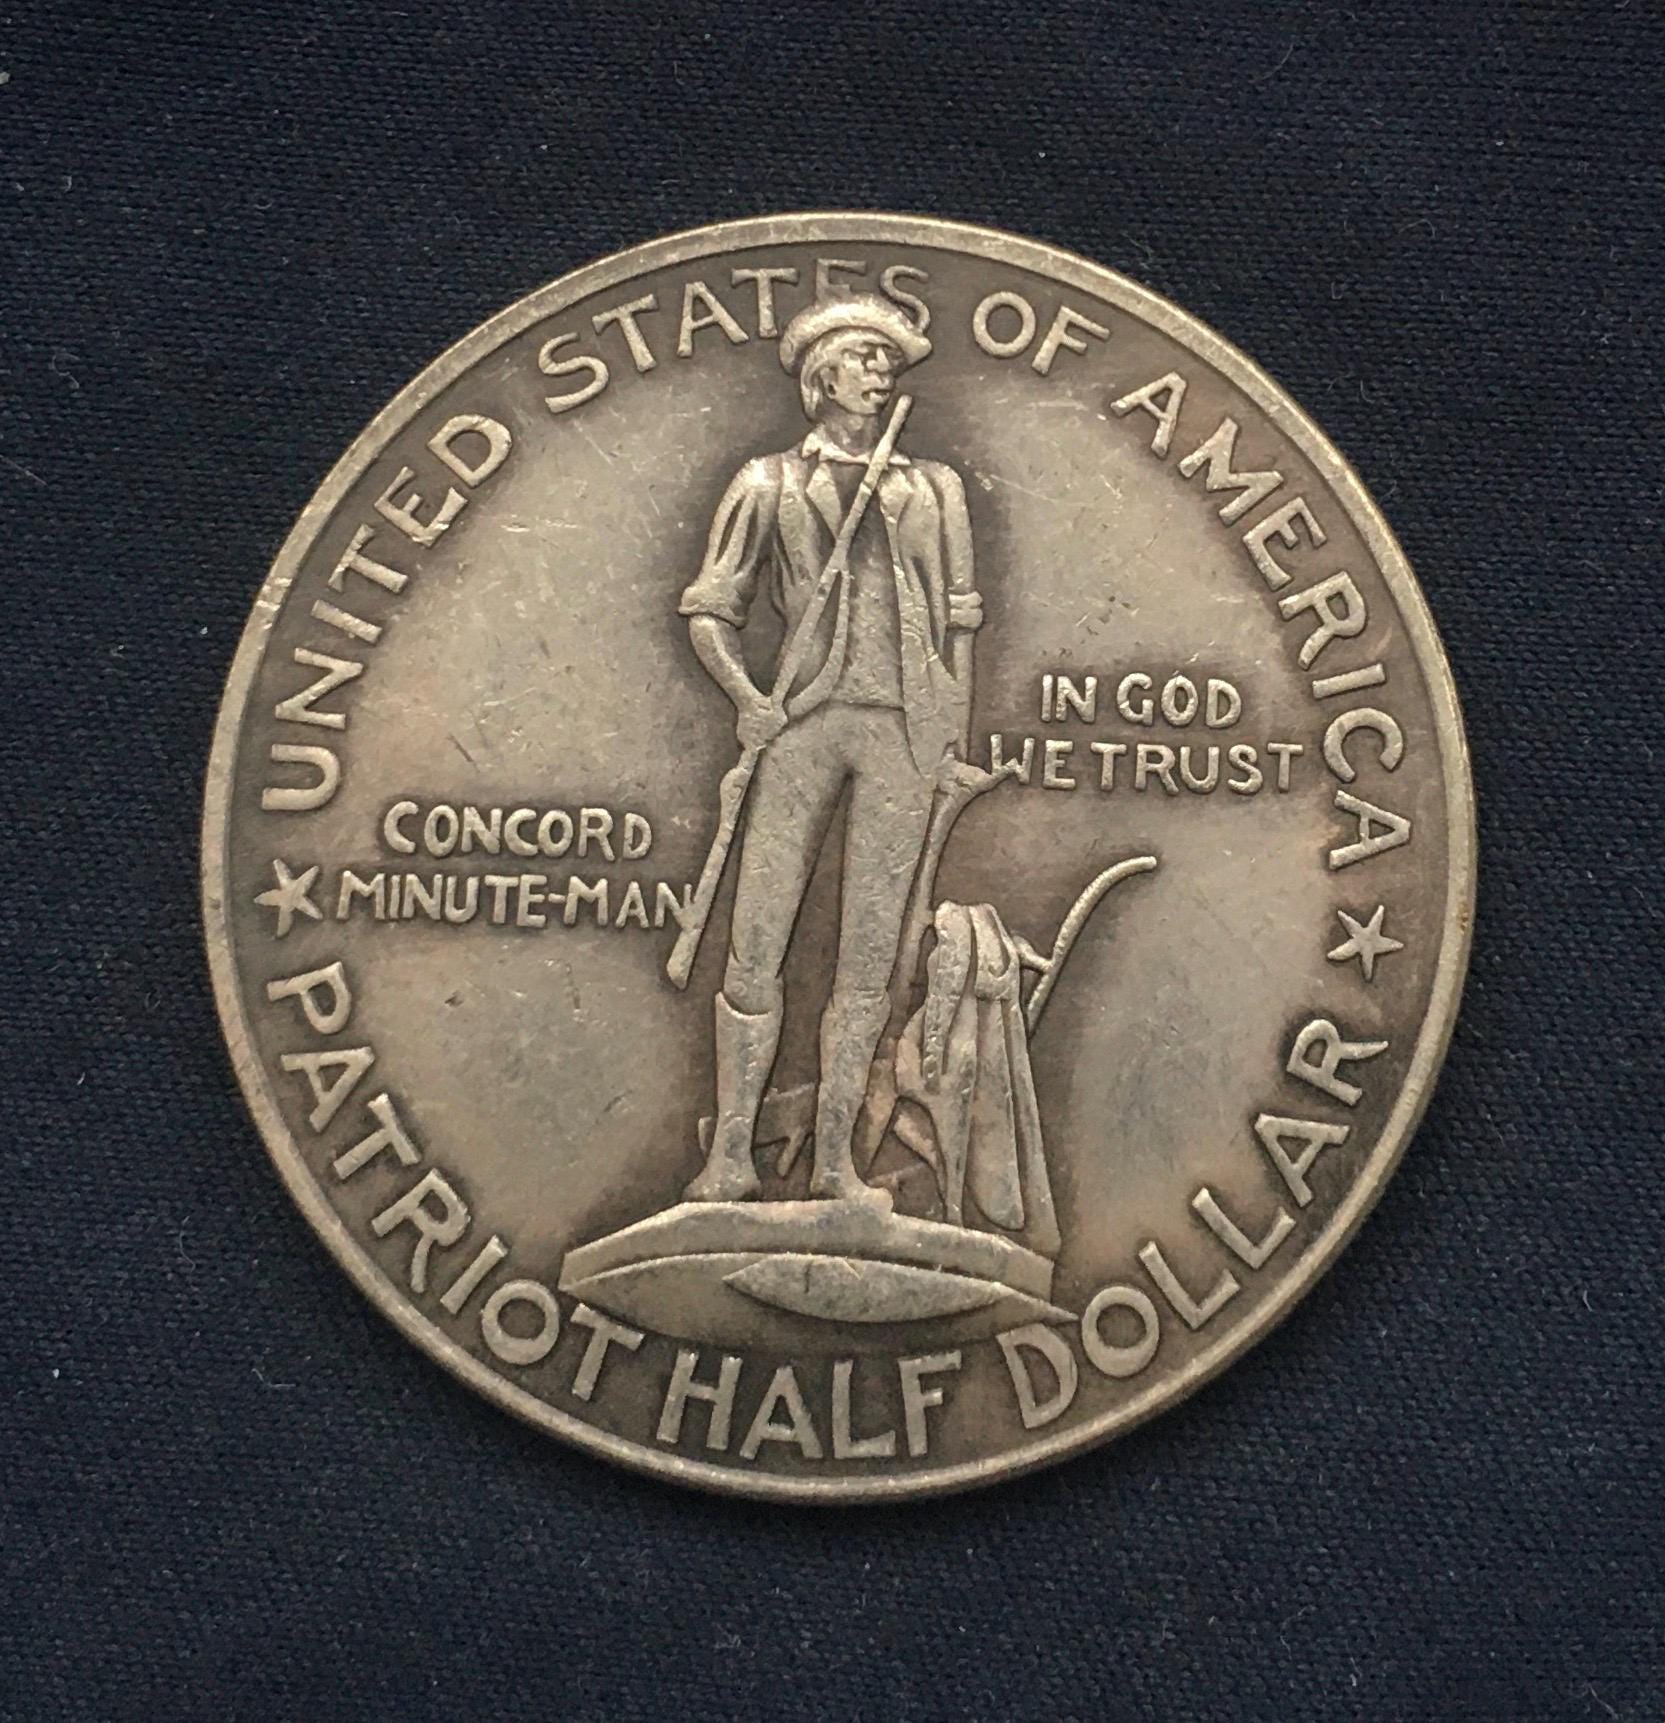 UNITED STATES OF AMERICA
IN GOD
WE TRUST
CONCORD
MINUTE-MAN
PATRIOT HALF DOLLAR